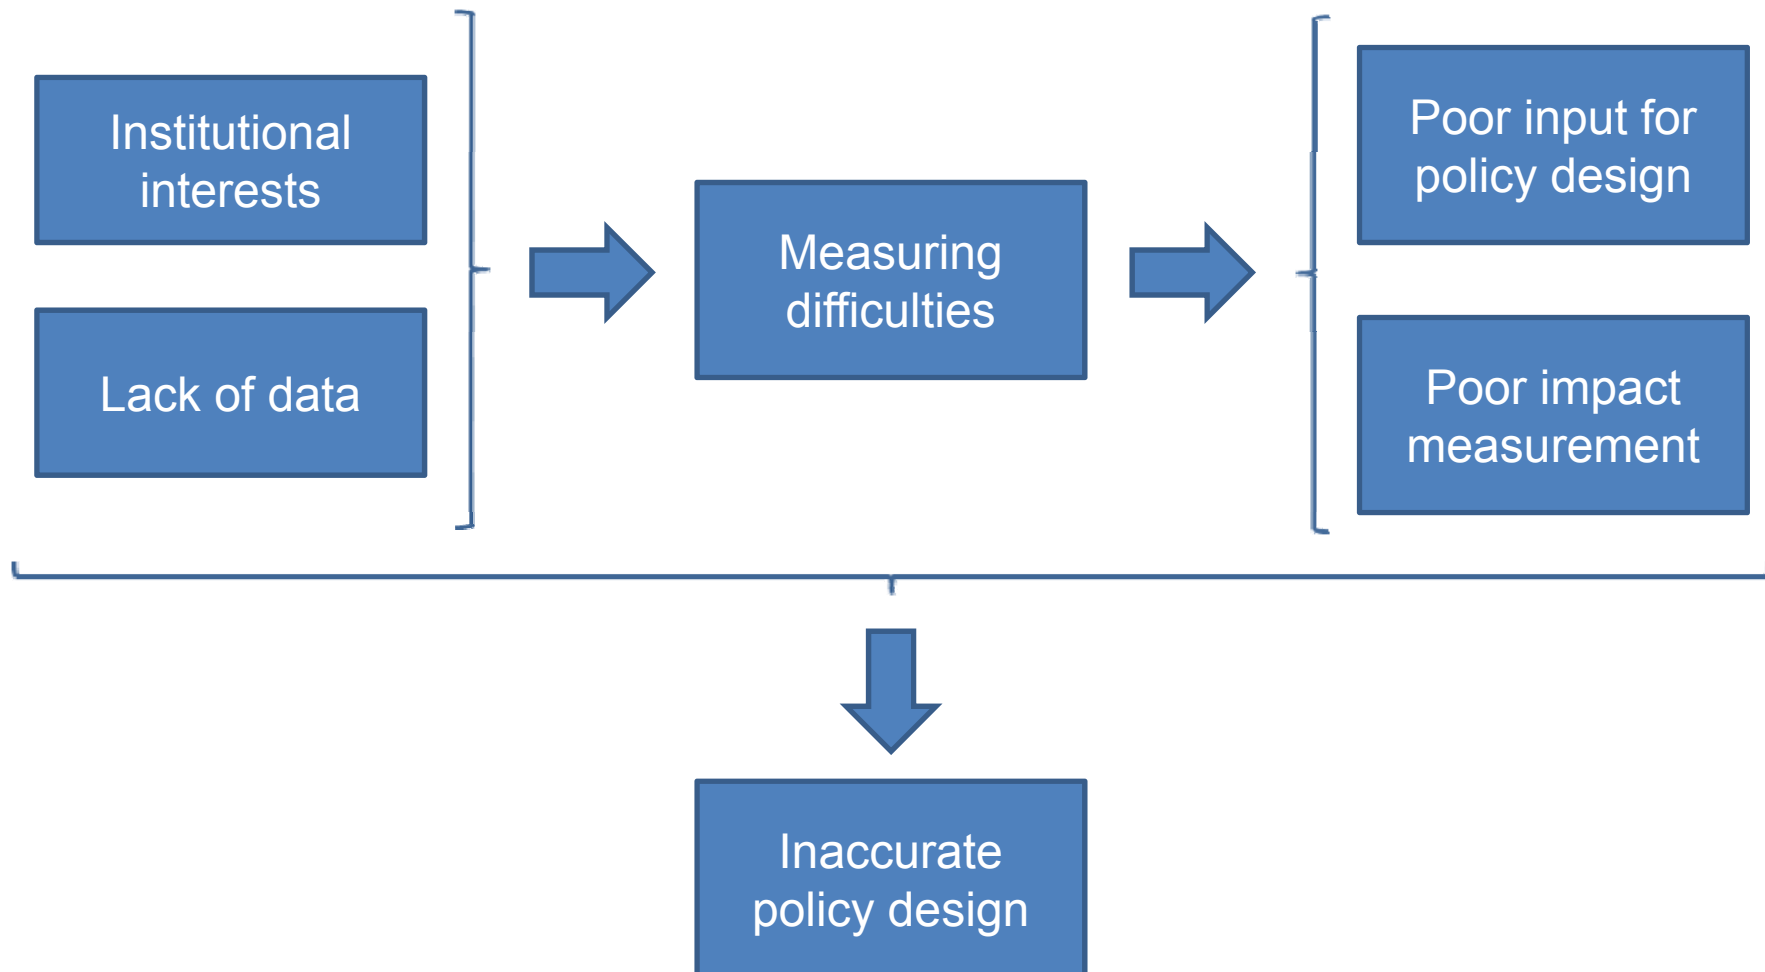 Institutional
interests
Lack of data
Measuring
difficulties
Poor input for
policy design
Poor impact
measurement
Inaccurate
policy design